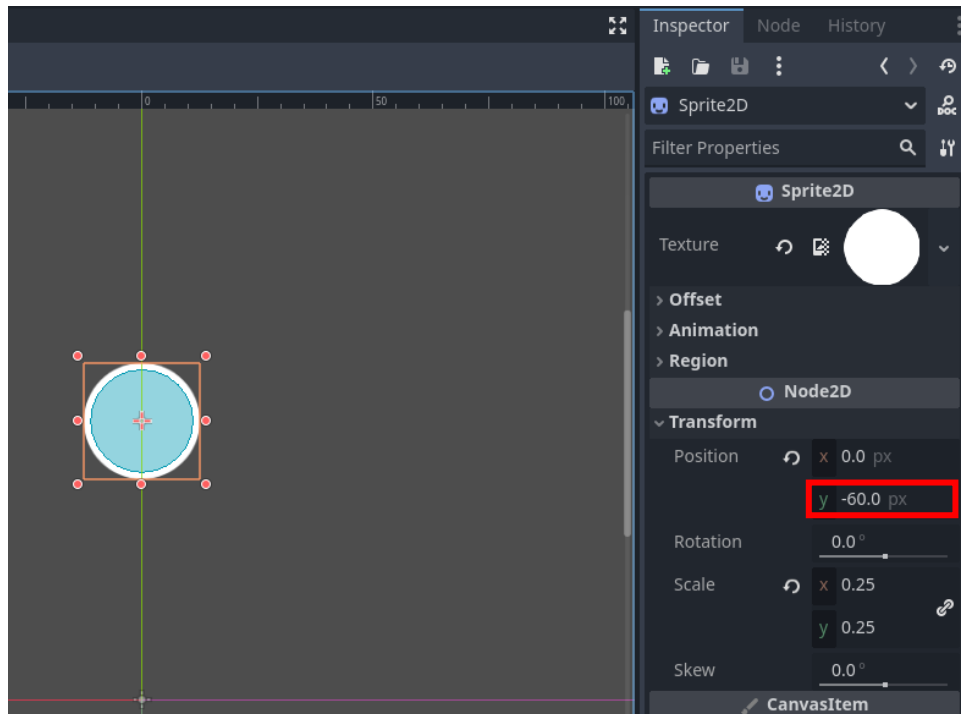 Inspector Node History
Sprite2D
DOC
0 50 100
Filter Properties
Sprite2D
Texture
Offset
Animation
Region
Node2D
Transform
Position x 0.0 px
y -60.0 px
Rotation 0.0 °
Scale x 0.25
y 0.25
Skew 0.0 °
CanvasItem